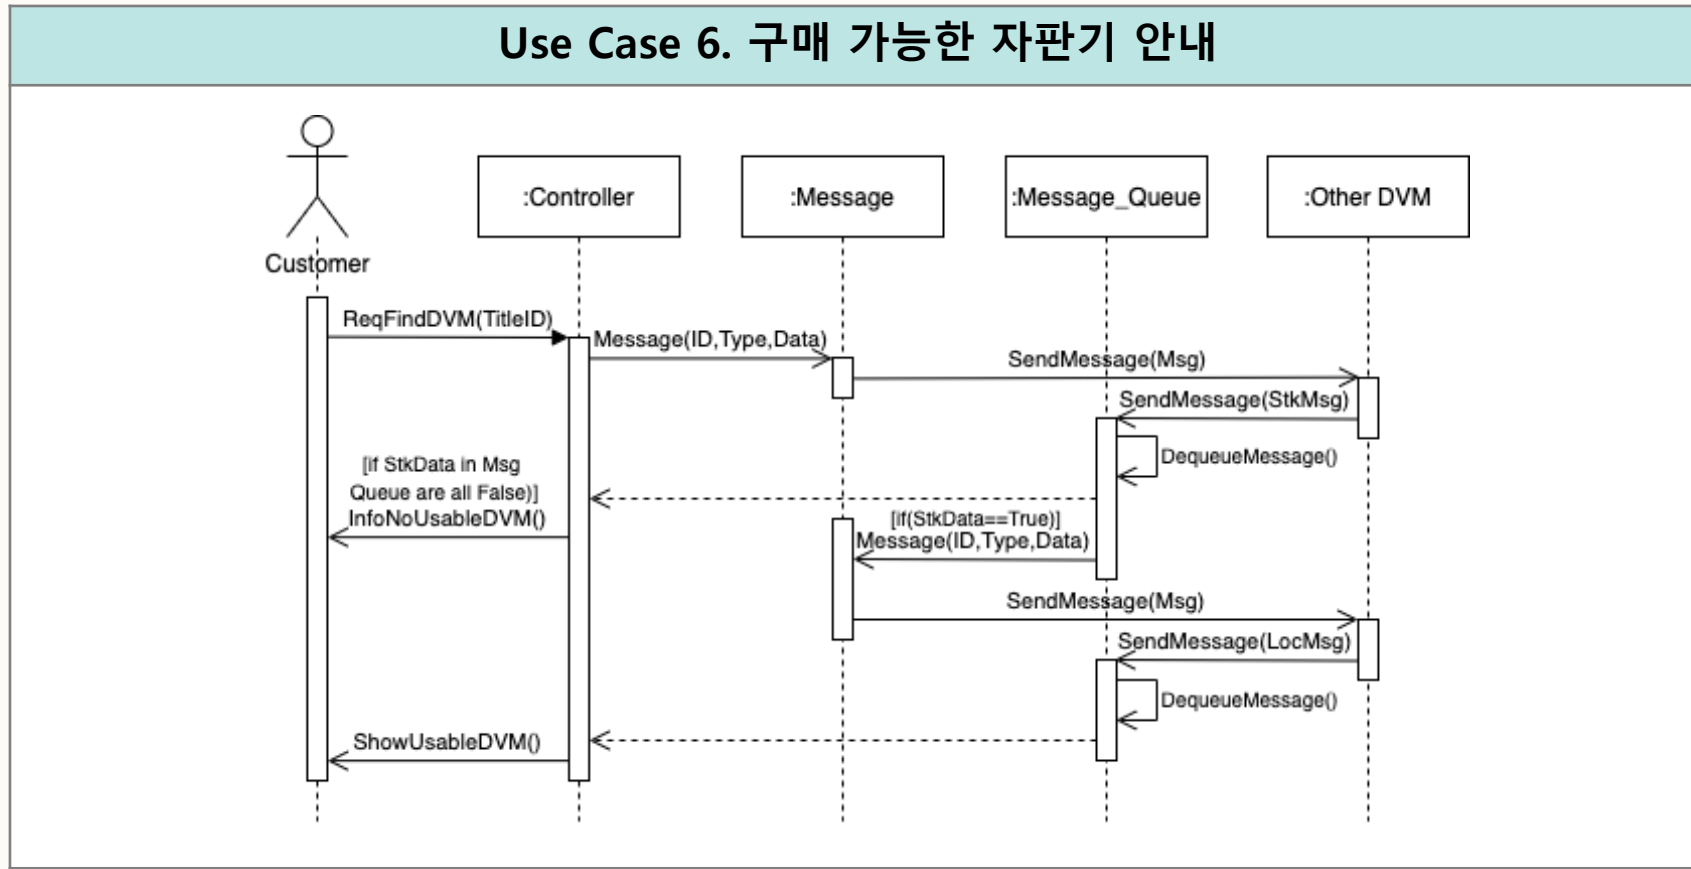 Use Case 6. 구매 가능한 자판기 안내
:Controller
:Message
:Message_Queue
:Other DVM
Customer
ReqFindDVM(TitleID)
Message(ID,Type,Data)
SendMessage(Msg)
SendMessage(StkMsg)
DequeueMessage()
[if StkData in Msg
Queue are all False)]
InfoNoUsableDVM()
[if(StkData==True)]
Message(ID,Type,Data)
SendMessage(Msg)
SendMessage(LocMsg)
DequeueMessage()
ShowUsableDVM()